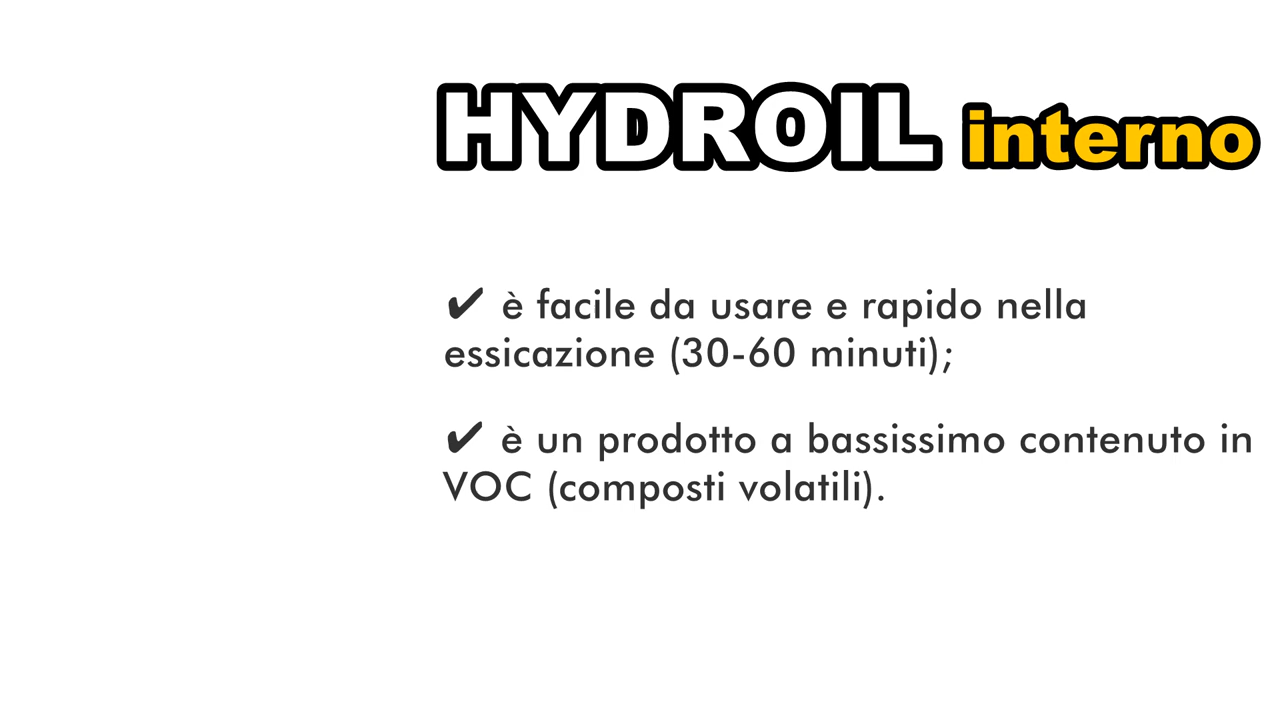 HYDROIL interno
✔ è facile da usare e rapido nella
essicazione (30-60 minuti);
✔ è un prodotto a bassissimo contenuto in
VOC (composti volatili).